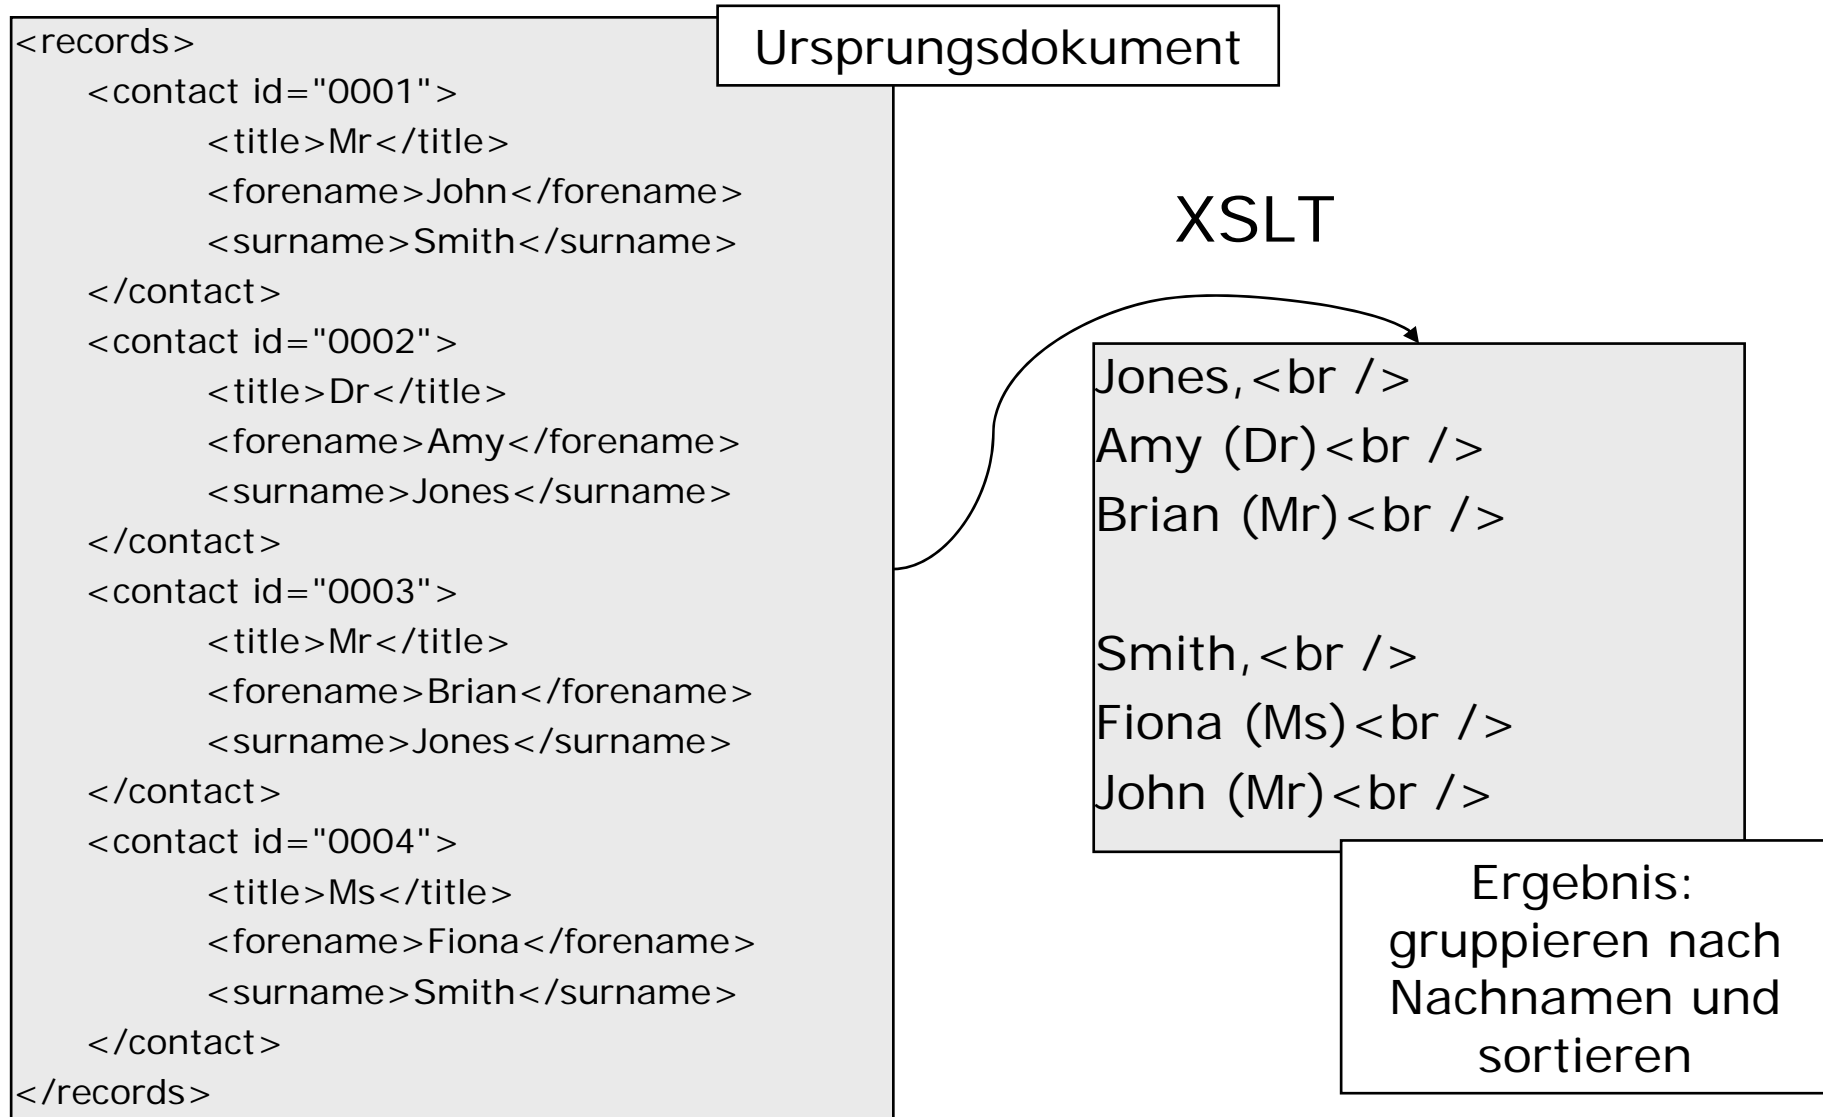 Ursprungsdokument
<records>
<contact id="0001">
<title>Mr</title>
<forename>John</forename>
<surname>Smith</surname>
</contact>
<contact id="0002">
<title>Dr</title>
<forename>Amy</forename>
<surname>Jones</surname>
</contact>
<contact id="0003">
<title>Mr</title>
<forename>Brian</forename>
<surname>Jones</surname>
</contact>
<contact id="0004">
<title>Ms</title>
<forename>Fiona</forename>
<surname>Smith</surname>
</contact>
</records>
XSLT
Jones,<br />
Amy (Dr)<br />
Brian (Mr)<br />
Smith,<br />
Fiona (Ms)<br />
John (Mr)<br />
Ergebnis:
gruppieren nach
Nachnamen und
sortieren